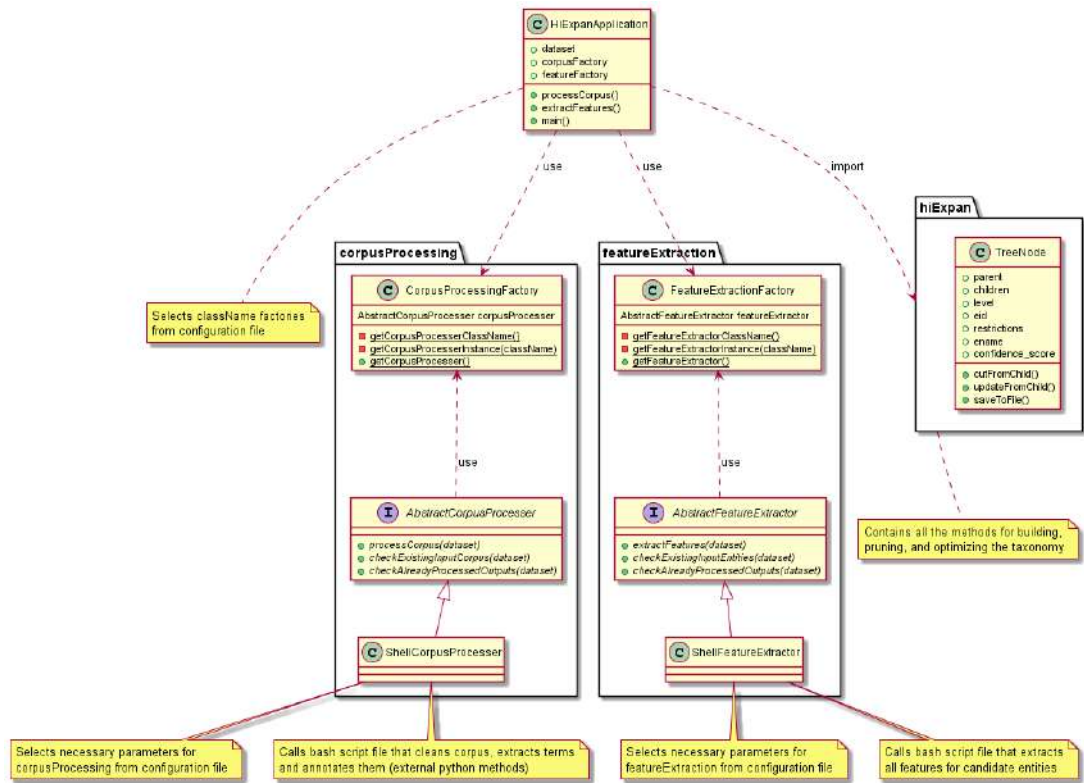 C HiExpanApplication
dataset
corpusFactory
featureFactory
processCorpus()
extractFeatures()
main()
use
use
import
hiExpan
C TreeNode
parent
children
level
eid
restrictions
ename
confidence_score
cutFromChild()
updateFromChild()
saveToFile()
corpusProcessing
C CorpusProcessingFactory
AbstractCorpusProcesser corpusProcesser
getCorpusProcesserClassName()
getCorpusProcesserInstance(className)
getCorpusProcesser()
featureExtraction
C FeatureExtractionFactory
AbstractFeatureExtractor featureExtractor
getFeatureExtractorClassName()
getFeatureExtractorInstance(className)
getFeatureExtractor()
Selects className factories
from configuration file
use
use
I AbstractCorpusProcesser
processCorpus(dataset)
checkExistingInputCorpus(dataset)
checkAlreadyProcessedOutputs(dataset)
I AbstractFeatureExtractor
extractFeatures(dataset)
checkExistingInputEntities(dataset)
checkAlreadyProcessedOutputs(dataset)
Contains all the methods for building,
pruning, and optimizing the taxonomy
C ShellCorpusProcesser
C ShellFeatureExtractor
Selects necessary parameters for
corpusProcessing from configuration file
Calls bash script file that cleans corpus, extracts terms
and annotates them (external python methods)
Selects necessary parameters for
featureExtraction from configuration file
Calls bash script file that extracts
all features for candidate entities